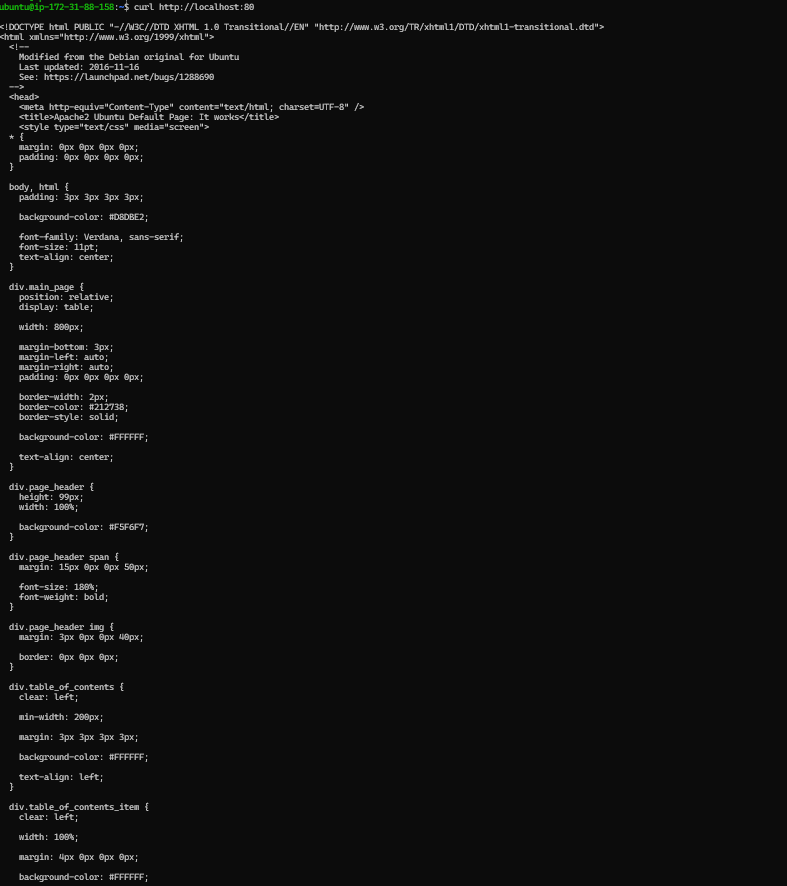 ubuntu@ip-172-31-88-158:~$ curl http://localhost:80
<!DOCTYPE html PUBLIC "-//W3C//DTD XHTML 1.0 Transitional//EN" "http://www.w3.org/TR/xhtml1/DTD/xhtml1-transitional.dtd">
<html xmlns="http://www.w3.org/1999/xhtml">
  <!--
    Modified from the Debian original for Ubuntu
    Last updated: 2016-11-16
    See: https://launchpad.net/bugs/1288690
  -->
  <head>
    <meta http-equiv="Content-Type" content="text/html; charset=UTF-8" />
    <title>Apache2 Ubuntu Default Page: It works</title>
    <style type="text/css" media="screen">
  * {
    margin: 0px 0px 0px 0px;
    padding: 0px 0px 0px 0px;
  }
  body, html {
    padding: 3px 3px 3px 3px;
    background-color: #D8DBE2;
    font-family: Verdana, sans-serif;
    font-size: 11pt;
    text-align: center;
  }
  div.main_page {
    position: relative;
    display: table;
    width: 800px;
    margin-bottom: 3px;
    margin-left: auto;
    margin-right: auto;
    padding: 0px 0px 0px 0px;
    border-width: 2px;
    border-color: #212738;
    border-style: solid;
    background-color: #FFFFFF;
    text-align: center;
  }
  div.page_header {
    height: 99px;
    width: 100%;
    background-color: #F5F6F7;
  }
  div.page_header span {
    margin: 15px 0px 0px 50px;
    font-size: 180%;
    font-weight: bold;
  }
  div.page_header img {
    margin: 3px 0px 0px 40px;
    border: 0px 0px 0px;
  }
  div.table_of_contents {
    clear: left;
    min-width: 200px;
    margin: 3px 3px 3px 3px;
    background-color: #FFFFFF;
    text-align: left;
  }
  div.table_of_contents_item {
    clear: left;
    width: 100%;
    margin: 4px 0px 0px 0px;
    background-color: #FFFFFF;